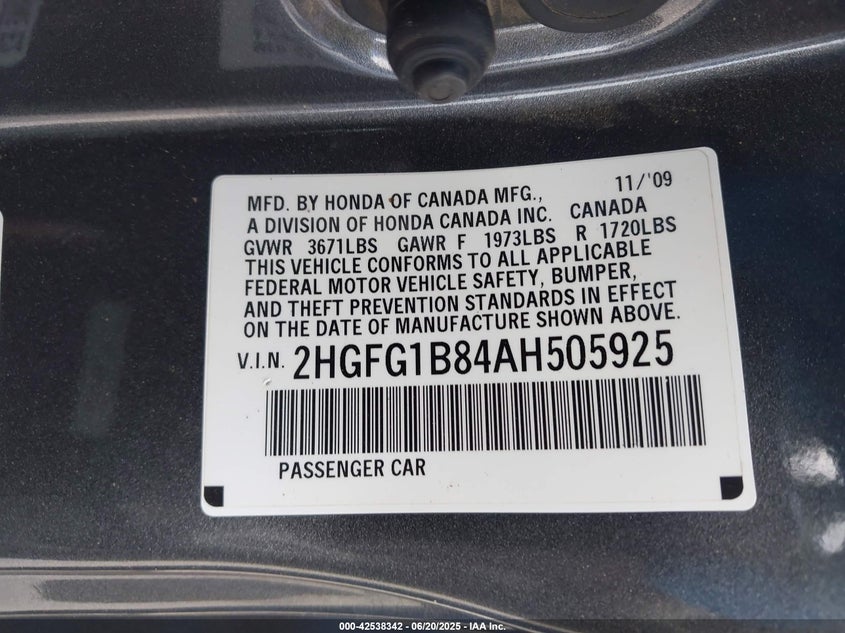 MFD. BY HONDA OF CANADA MFG., 11/'09
A DIVISION OF HONDA CANADA INC. CANADA
GVWR 3671LBS GAWR F 1973LBS R 1720LBS
THIS VEHICLE CONFORMS TO ALL APPLICABLE
FEDERAL MOTOR VEHICLE SAFETY, BUMPER,
AND THEFT PREVENTION STANDARDS IN EFFECT
ON THE DATE OF MANUFACTURE SHOWN ABOVE.
V.I.N. 2HGFG1B84AH505925
PASSENGER CAR
000-42538342 / 06/20/2025 - IAA Inc.